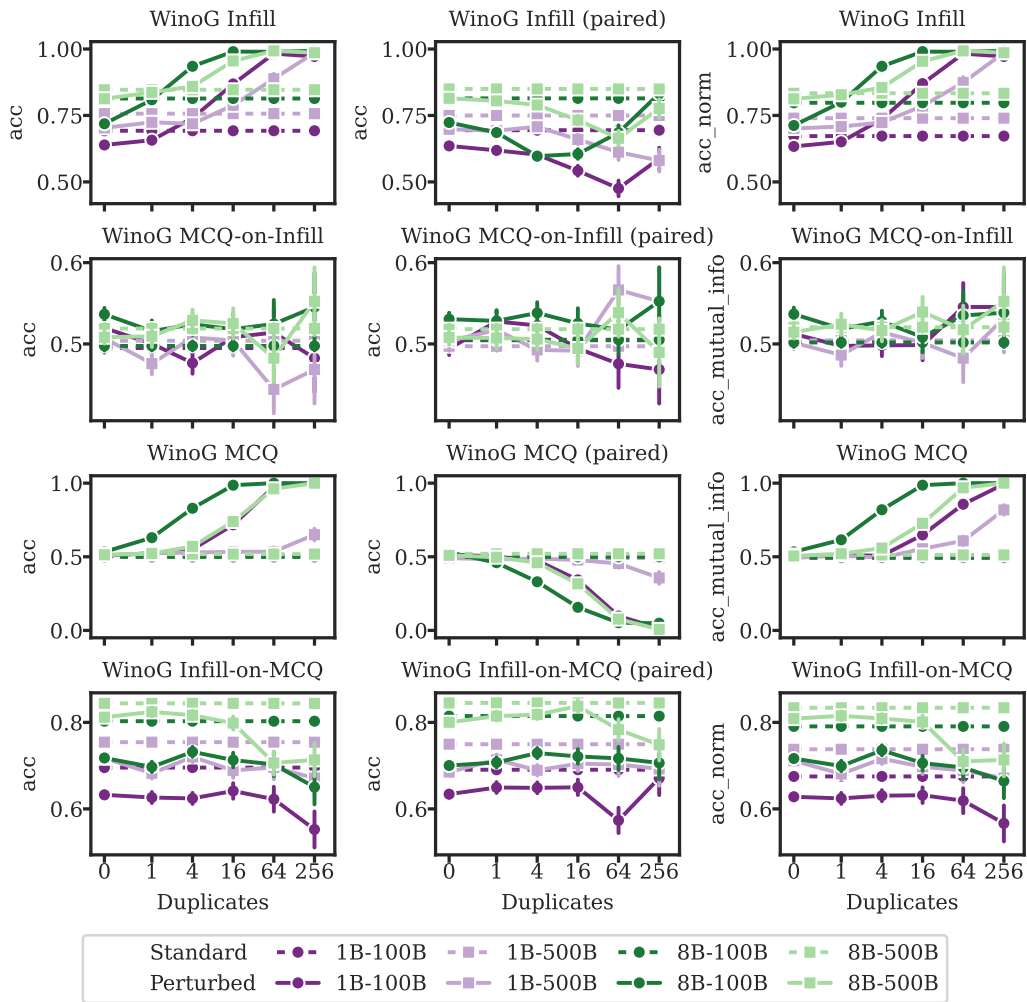 WinoG Infill
WinoG Infill (paired)
WinoG Infill
acc
1.00
0.75
0.50
acc
1.00
0.75
0.50
acc_norm
1.00
0.75
0.50
WinoG MCQ-on-Infill
WinoG MCQ-on-Infill (paired)
WinoG MCQ-on-Infill
acc
0.6
0.5
acc
0.6
0.5
acc_mutual_info
0.6
0.5
WinoG MCQ
WinoG MCQ (paired)
WinoG MCQ
acc
1.0
0.5
0.0
acc
1.0
0.5
0.0
acc_mutual_info
1.0
0.5
0.0
WinoG Infill-on-MCQ
WinoG Infill-on-MCQ (paired)
WinoG Infill-on-MCQ
acc
0.8
0.6
acc
0.8
0.6
acc_norm
0.8
0.6
0 1 4 16 64 256
0 1 4 16 64 256
0 1 4 16 64 256
Duplicates
Duplicates
Duplicates
Standard 1B-100B 1B-500B 8B-100B 8B-500B
Perturbed 1B-100B 1B-500B 8B-100B 8B-500B